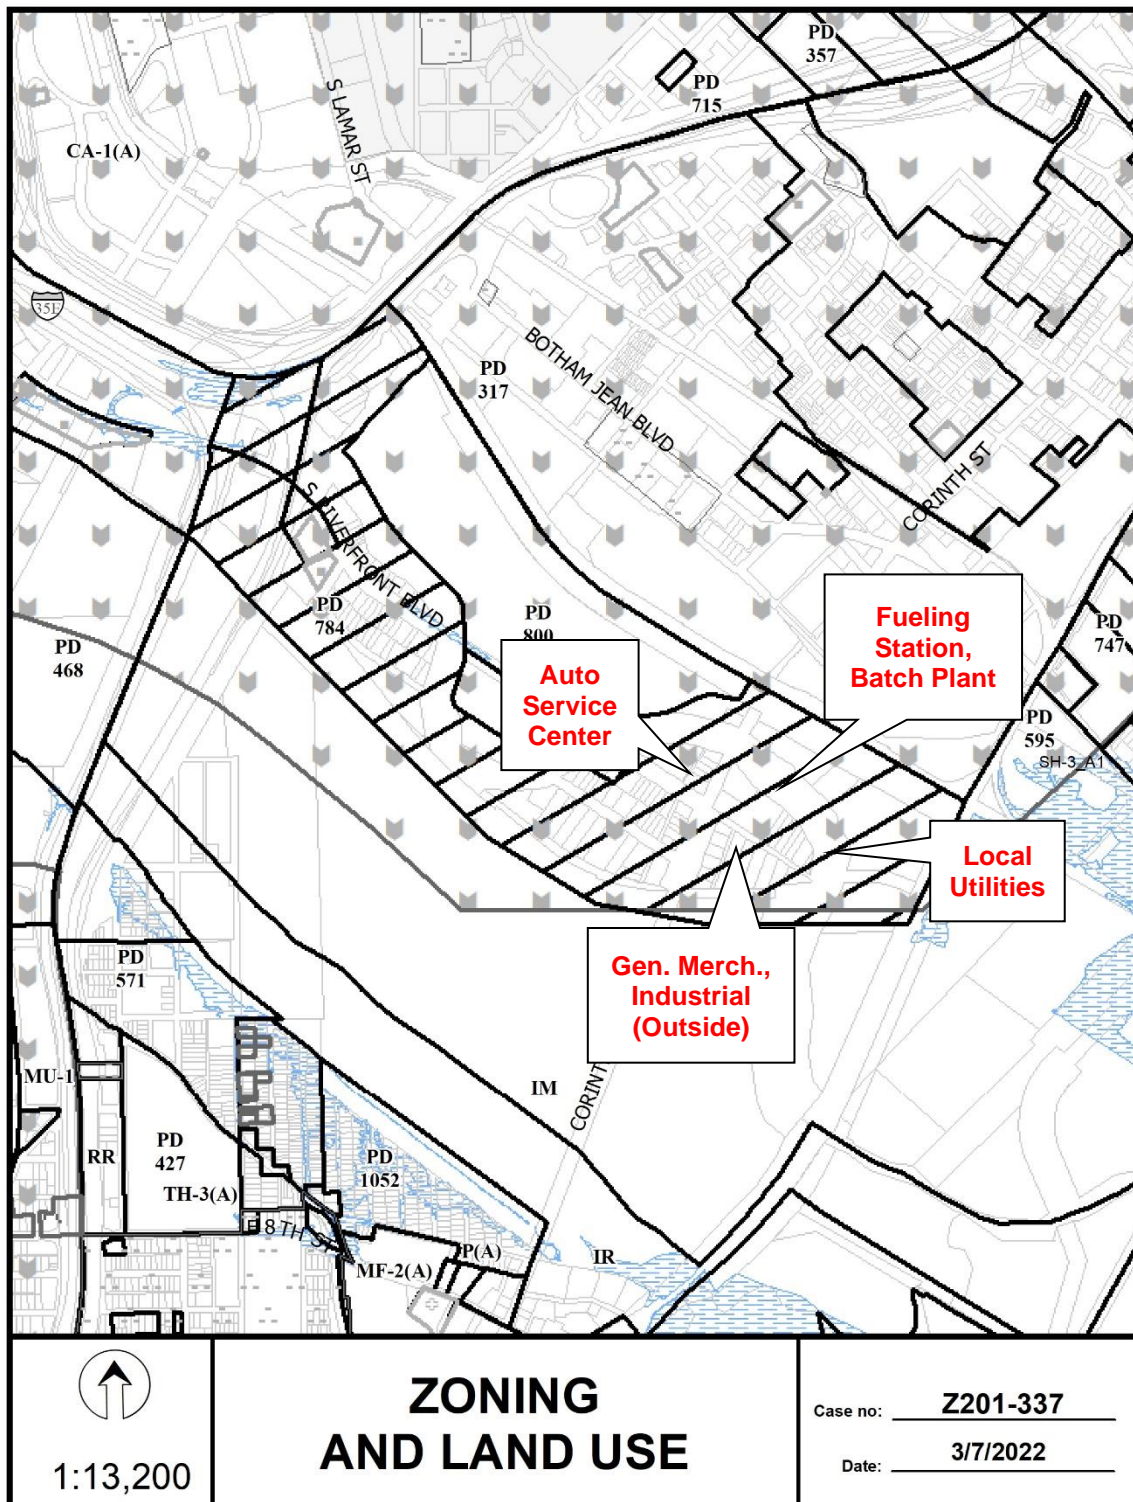 PD
357
PD
715
S LAMAR ST
CA-1(A)
35E
PD
317
BOTHAM JEAN BLVD
CORINTH ST
S RIVERFRONT BLVD
PD
784
PD
800
PD
468
PD
747
PD
595
SH-3_A1
Auto
Service
Center
Fueling
Station,
Batch Plant
Local
Utilities
Gen. Merch.,
Industrial
(Outside)
PD
571
MU-1
RR
PD
427
TH-3(A)
PD
1052
IM
CORINT
E 8TH ST
MF-2(A)
P(A)
IR
1:13,200
ZONING
AND LAND USE
Case no: Z201-337
Date: 3/7/2022